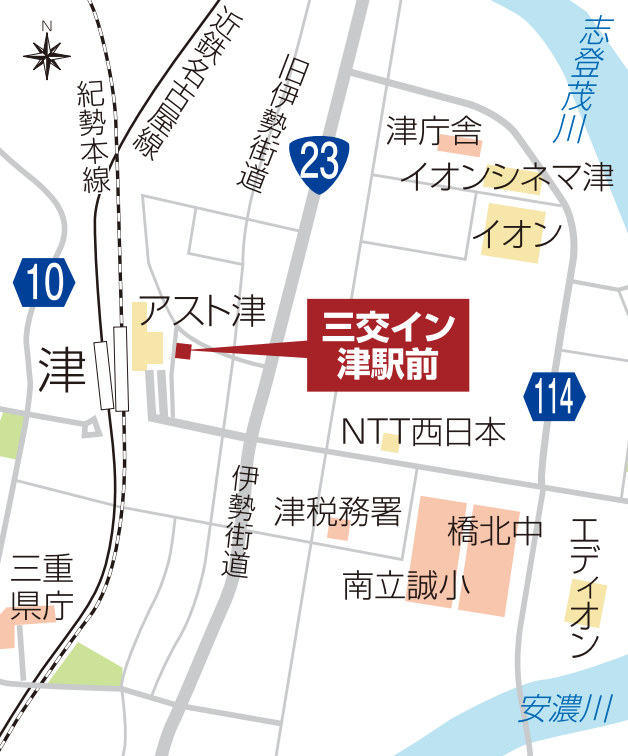 N
志登茂川
近鉄名古屋線
旧伊勢街道
紀勢本線
津庁舎
23
イオンシネマ津
イオン
10
アスト津
三交イン
津駅前
津
114
NTT西日本
伊勢街道
津税務署
橋北中
エディオン
三重
県庁
南立誠小
安濃川